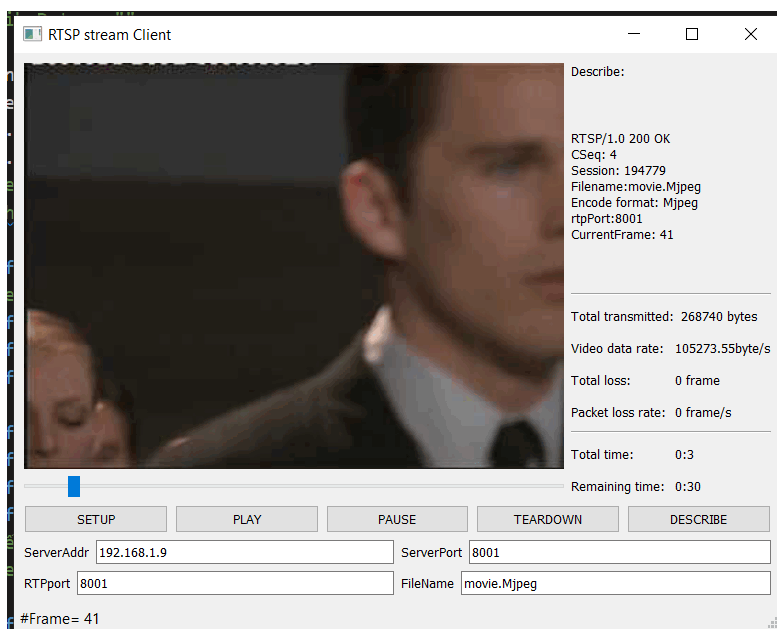 RTSP stream Client
Describe:
RTSP/1.0 200 OK
CSeq: 4
Session: 194779
Filename:movie.Mjpeg
Encode format: Mjpeg
rtpPort:8001
CurrentFrame: 41
Total transmitted: 268740 bytes
Video data rate: 105273.55byte/s
Total loss: 0 frame
Packet loss rate: 0 frame/s
Total time: 0:3
Remaining time: 0:30
SETUP PLAY PAUSE TEARDOWN DESCRIBE
ServerAddr 192.168.1.9 ServerPort 8001
RTPport 8001 FileName movie.Mjpeg
#Frame= 41